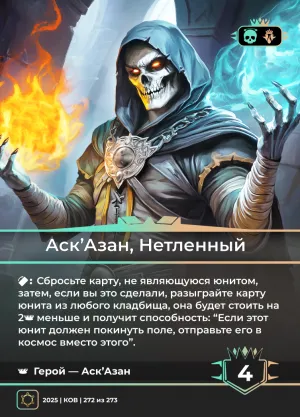 Аск’Азан, Нетленный
: Сбросьте карту, не являющуюся юнитом,
затем, если вы это сделали, разыграйте карту
юнита из любого кладбища, она будет стоить на
2 меньше и получит способность: “Если этот
юнит должен покинуть поле, отправьте его в
космос вместо этого”.
Герой — Аск’Азан
4
2025 | КОВ | 272 из 273